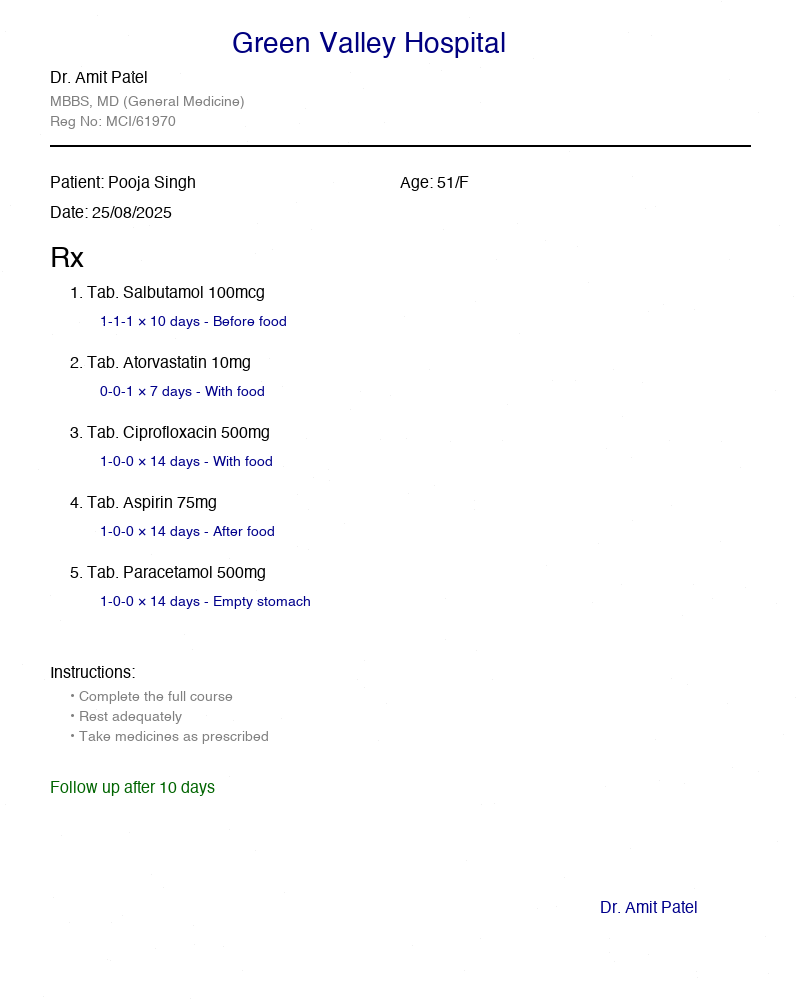 Green Valley Hospital
Dr. Amit Patel
MBBS, MD (General Medicine)
Reg No: MCI/61970
Patient: Pooja Singh Age: 51/F
Date: 25/08/2025
Rx
1. Tab. Salbutamol 100mcg
1-1-1 × 10 days - Before food
2. Tab. Atorvastatin 10mg
0-0-1 × 7 days - With food
3. Tab. Ciprofloxacin 500mg
1-0-0 × 14 days - With food
4. Tab. Aspirin 75mg
1-0-0 × 14 days - After food
5. Tab. Paracetamol 500mg
1-0-0 × 14 days - Empty stomach
Instructions:
• Complete the full course
• Rest adequately
• Take medicines as prescribed
Follow up after 10 days
Dr. Amit Patel